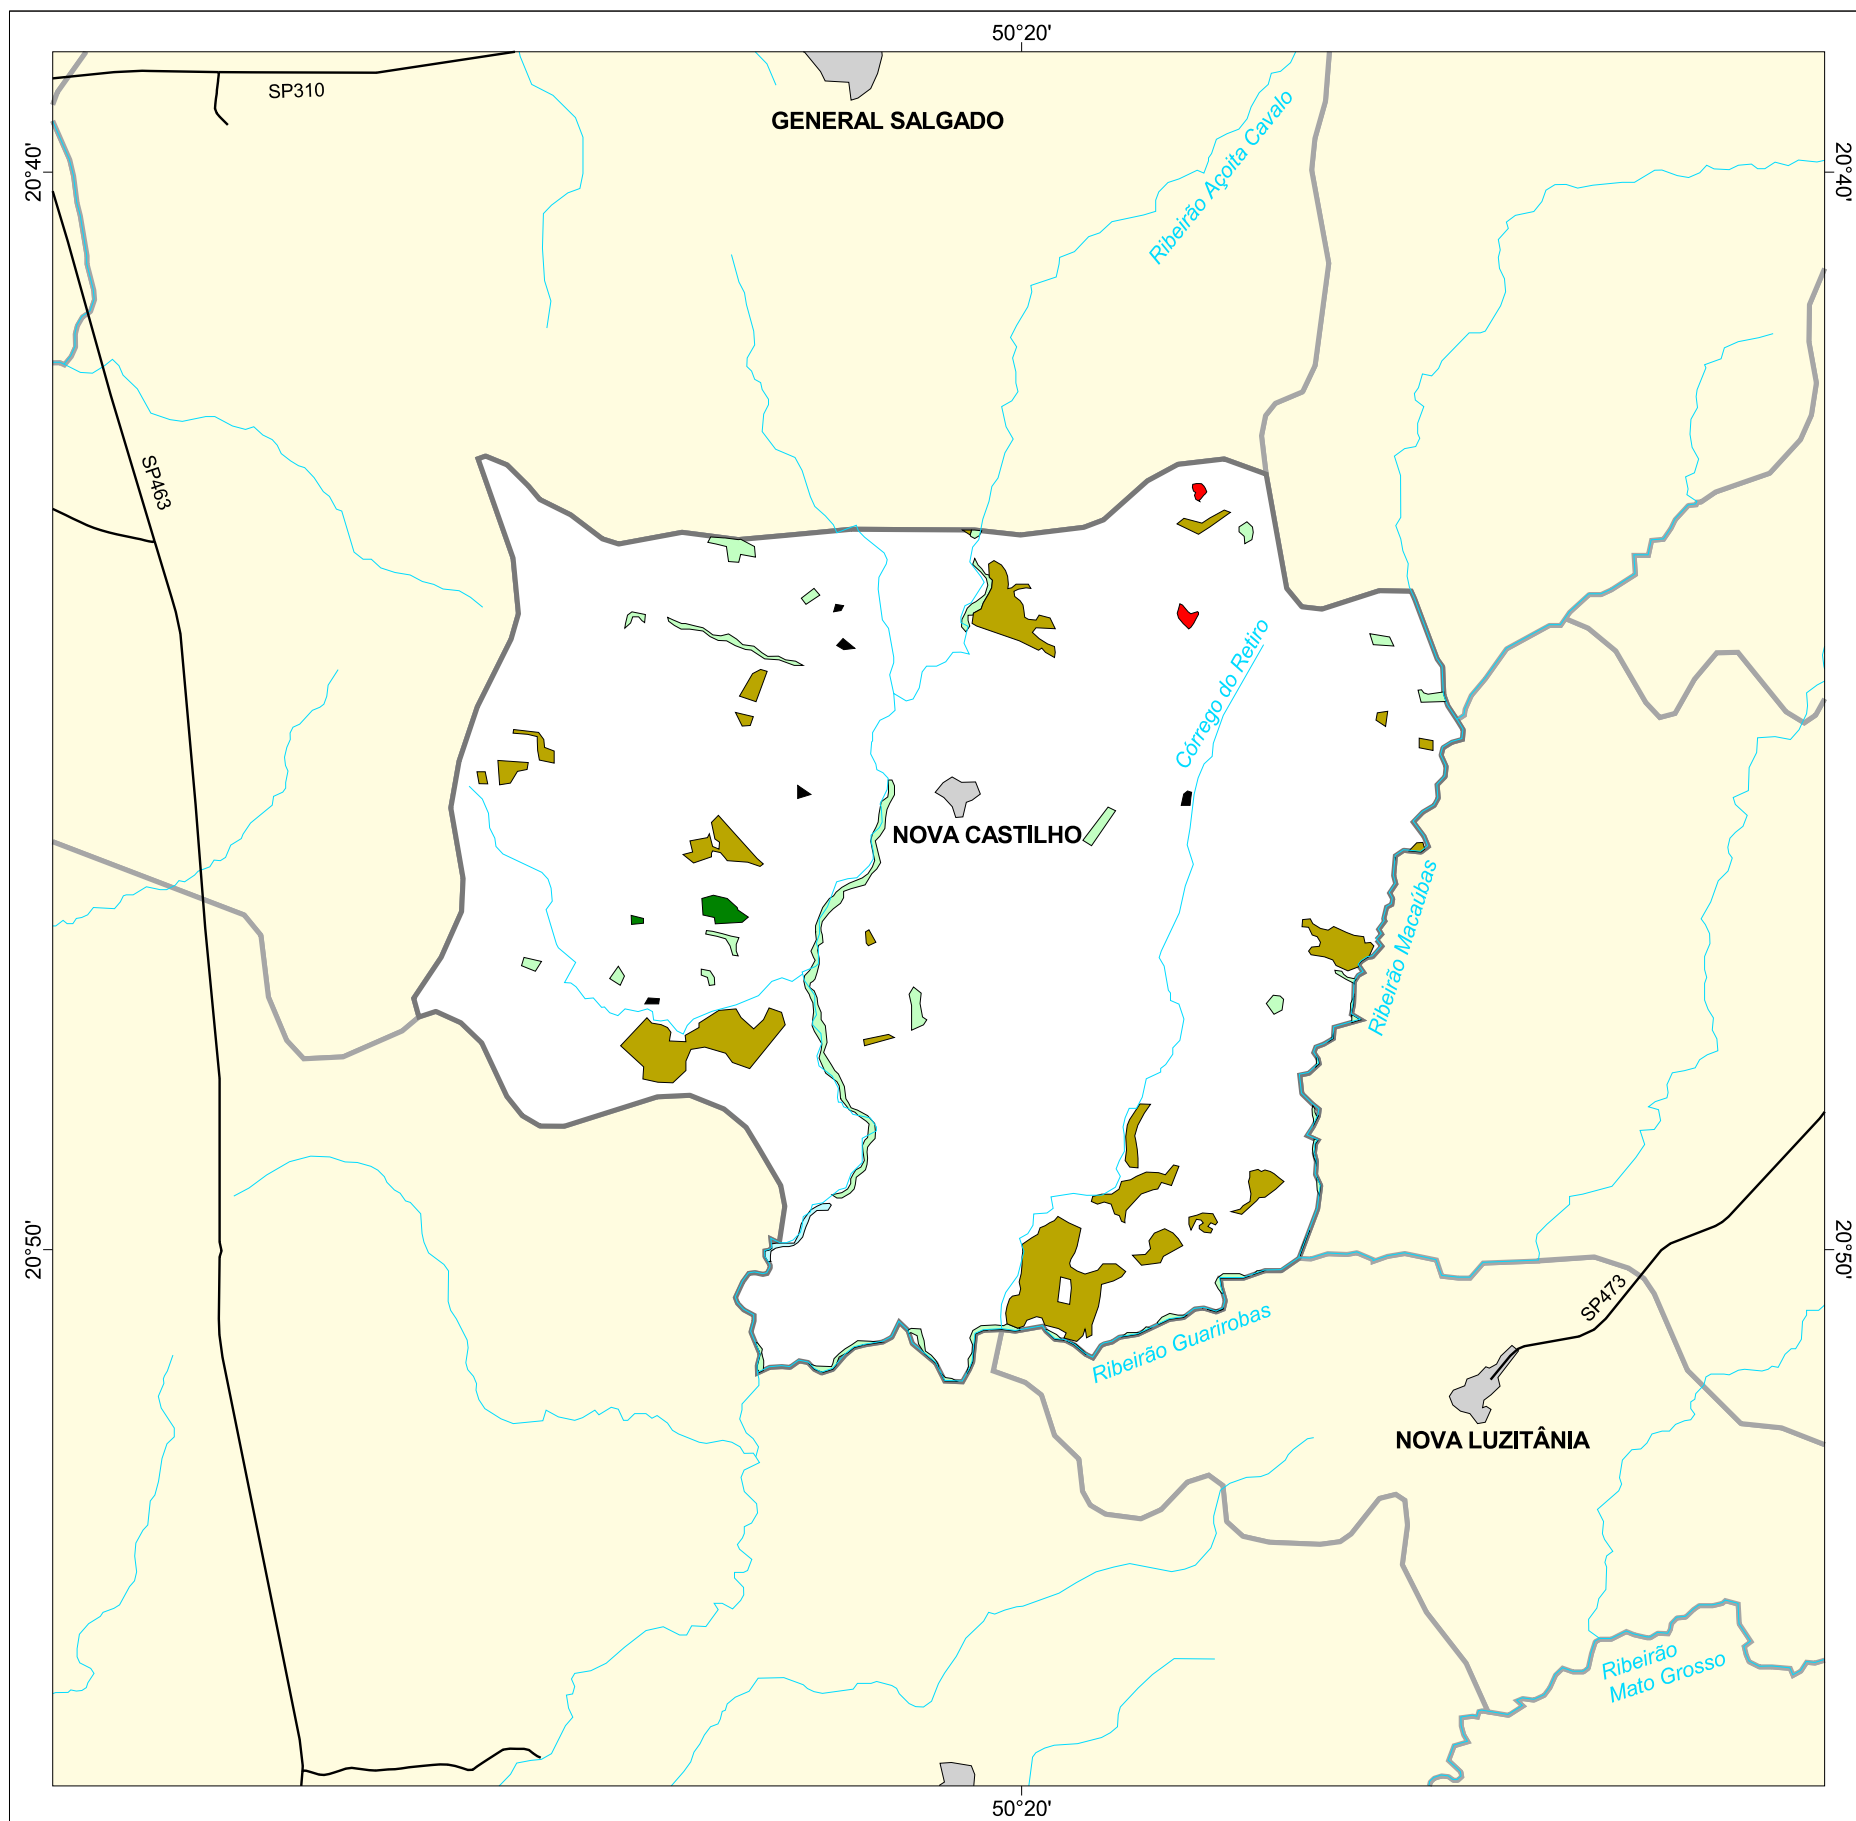 50°20'
SP310
GENERAL SALGADO
Ribeirão Açoita Cavalo
20°40'
20°40'
SP463
Córrego do Retiro
NOVA CASTILHO
Ribeirão Macaúbas
20°50'
20°50'
SP473
Ribeirão Guarirobas
NOVA LUZITÂNIA
Ribeirão
Mato Grosso
50°20'